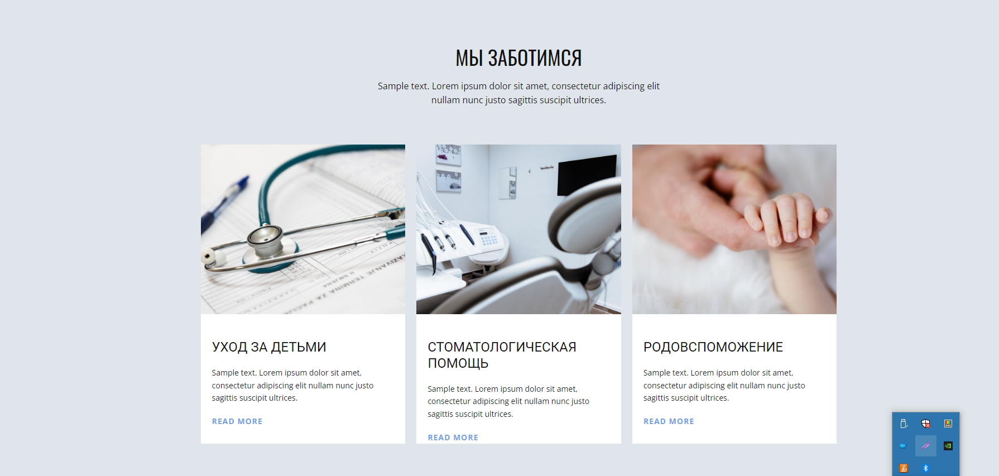 МЫ ЗАБОТИМСЯ
Sample text. Lorem ipsum dolor sit amet, consectetur adipiscing elit
nullam nunc justo sagittis suscipit ultrices.
УХОД ЗА ДЕТЬМИ
Sample text. Lorem ipsum dolor sit amet,
consectetur adipiscing elit nullam nunc justo
sagittis suscipit ultrices.
READ MORE
СТОМАТОЛОГИЧЕСКАЯ
ПОМОЩЬ
Sample text. Lorem ipsum dolor sit amet,
consectetur adipiscing elit nullam nunc justo
sagittis suscipit ultrices.
READ MORE
РОДОВСПОМОЖЕНИЕ
Sample text. Lorem ipsum dolor sit amet,
consectetur adipiscing elit nullam nunc justo
sagittis suscipit ultrices.
READ MORE